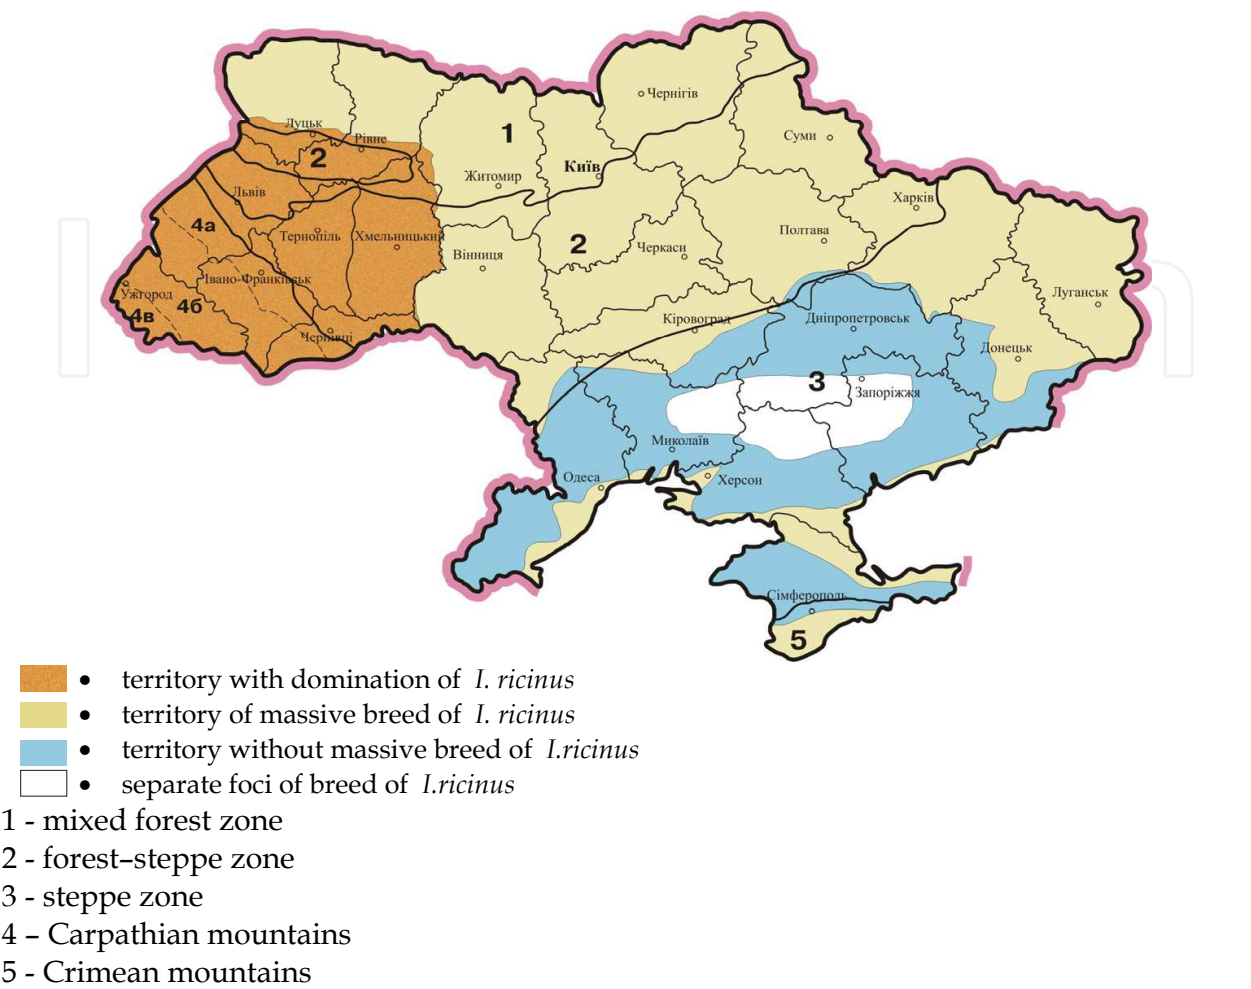 Чернігів
Луцьк
Рівне
1
Суми
2
Київ
Житомир
Львів
Харків
4а
Тернопіль
Хмельницький
Полтава
2
Черкаси
Вінниця
Івано-Франківськ
Ужгород
4б
4в
Луганськ
Кіровоград
Дніпропетровськ
Чернівці
Донецьк
3
Запоріжжя
Миколаїв
Одеса
Херсон
Сімферополь
5
• territory with domination of I. ricinus
• territory of massive breed of I. ricinus
• territory without massive breed of I.ricinus
• separate foci of breed of I.ricinus
1 - mixed forest zone
2 - forest–steppe zone
3 - steppe zone
4 – Carpathian mountains
5 - Crimean mountains